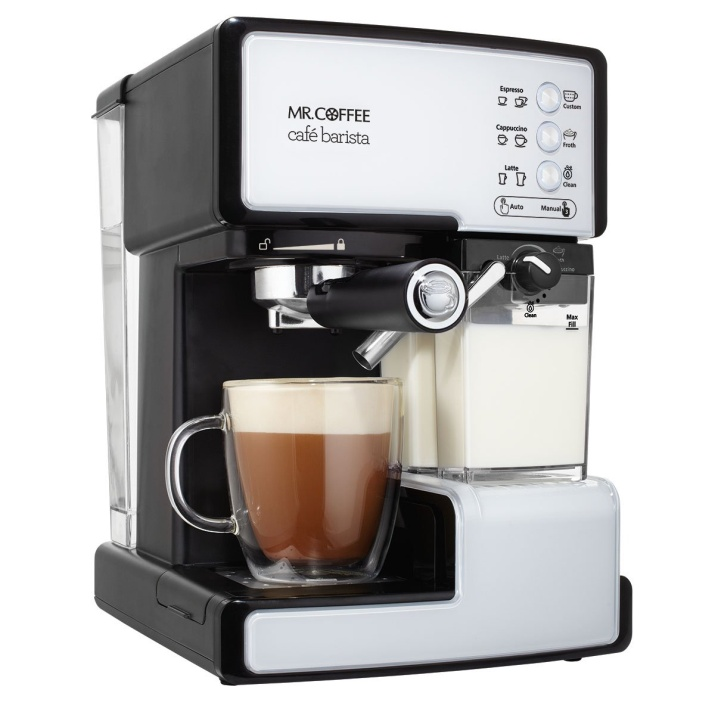 MR.COFFEE
café barista
Espresso
Custom
Cappuccino
Froth
Latte
Clean
Auto
Manual
Clean
Max
Fill